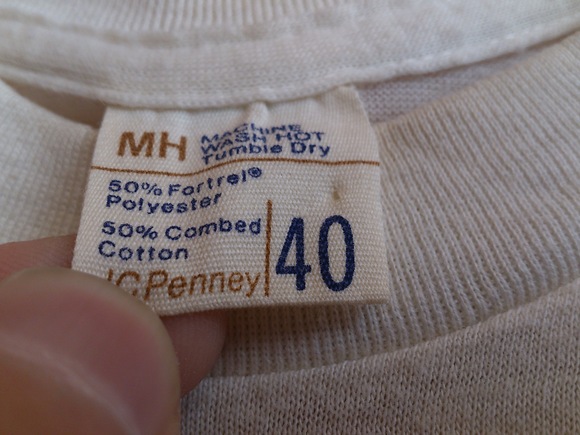 MH
MACHINE
WASH HOT
Tumble Dry
50% Fortrel®
Polyester
50% Combed
Cotton
JCPenney
40